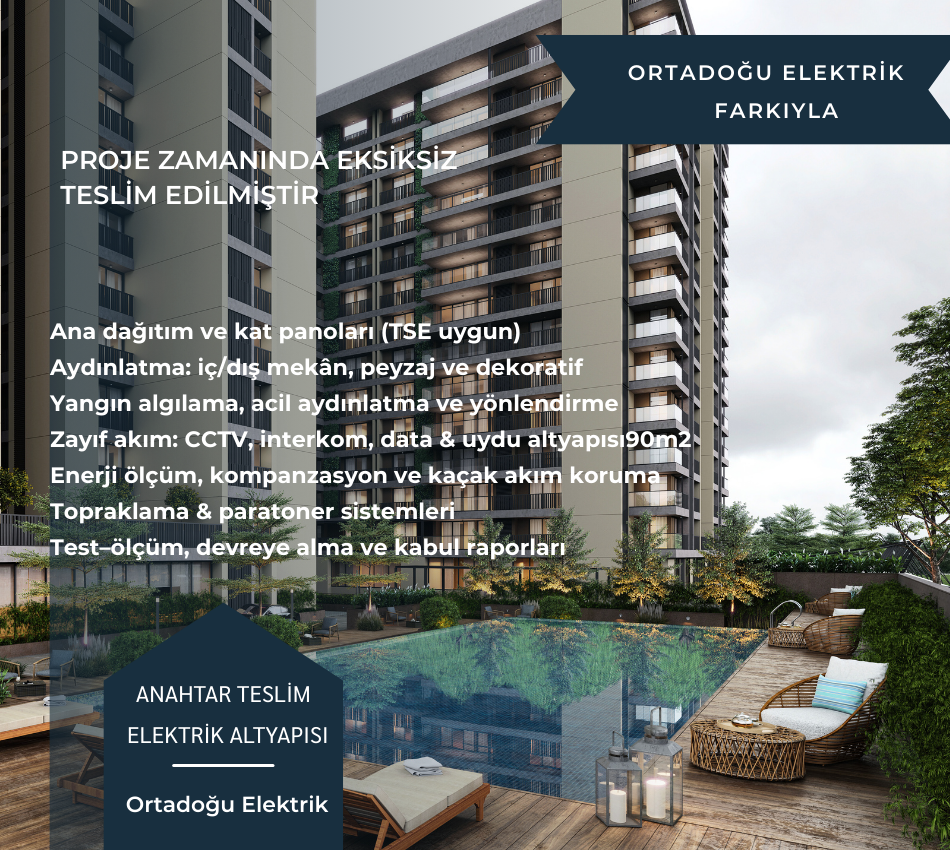 ORTADOĞU ELEKTRİK
FARKIYLA
PROJE ZAMANINDA EKSİKSİZ
TESLİM EDİLMİŞTİR
Ana dağıtım ve kat panoları (TSE uygun)
Aydınlatma: iç/dış mekân, peyzaj ve dekoratif
Yangın algılama, acil aydınlatma ve yönlendirme
Zayıf akım: CCTV, interkom, data & uydu altyapısı90m2
Enerji ölçüm, kompanzasyon ve kaçak akım koruma
Topraklama & paratoner sistemleri
Test–ölçüm, devreye alma ve kabul raporları
ANAHTAR TESLİM
ELEKTRİK ALTYAPISI
Ortadoğu Elektrik